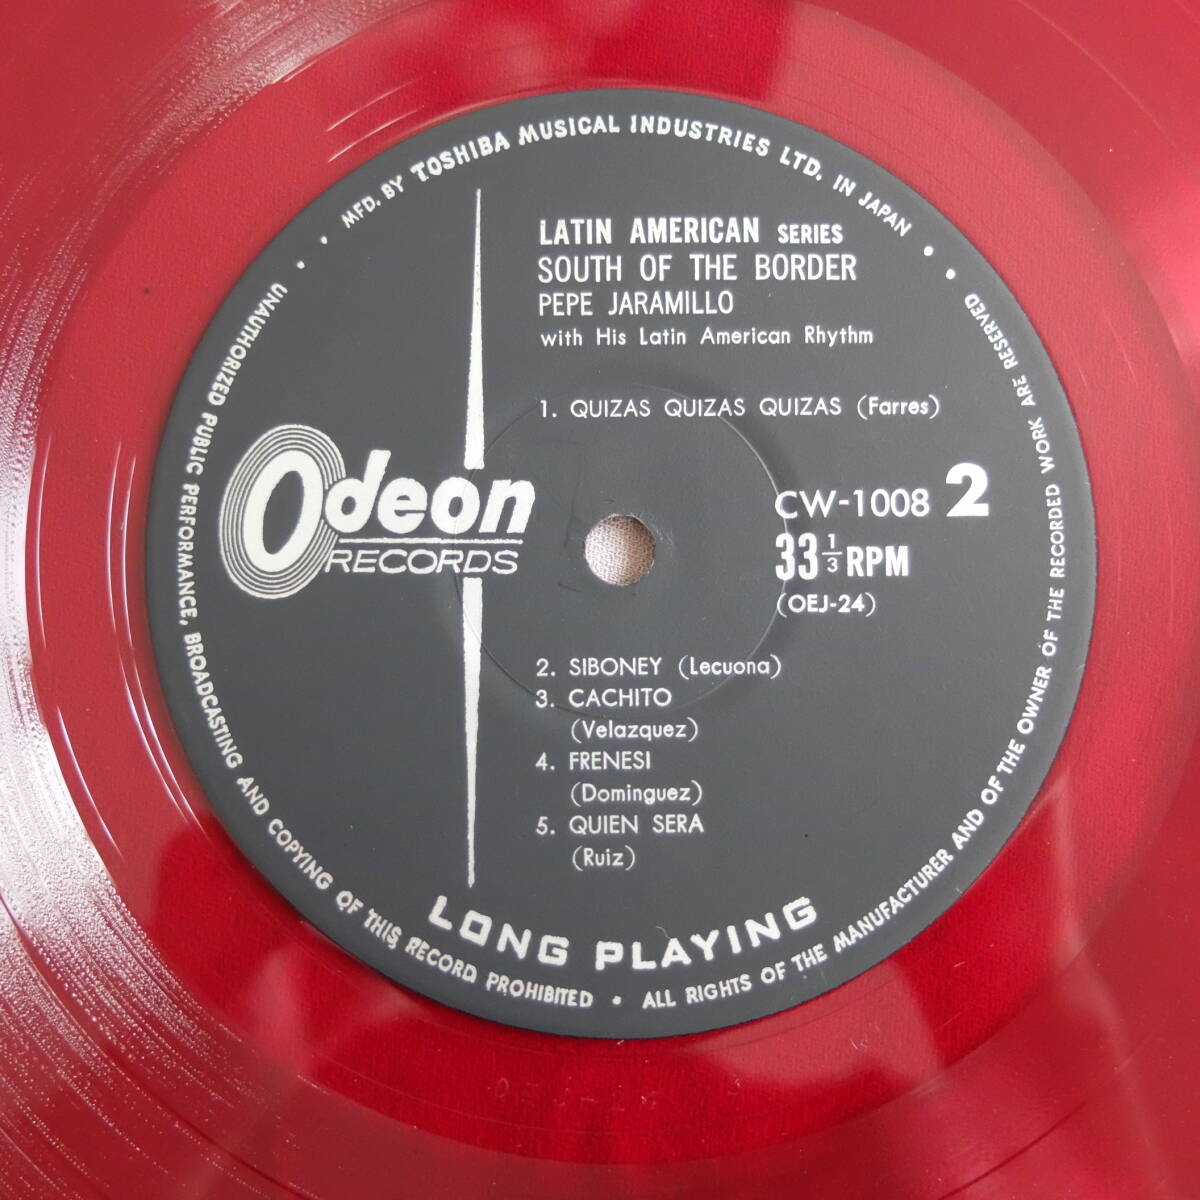 MFD. BY TOSHIBA MUSICAL INDUSTRIES LTD. IN JAPAN
LATIN AMERICAN SERIES
SOUTH OF THE BORDER
PEPE JARAMILLO
with His Latin American Rhythm
1. QUIZAS QUIZAS QUIZAS (Farres)
Odeon
RECORDS
CW-1008 2
33 1/3 RPM
(OEJ-24)
2. SIBONEY (Lecuona)
3. CACHITO
(Velazquez)
4. FRENESI
(Dominguez)
5. QUIEN SERA
(Ruiz)
LONG PLAYING
UNAUTHORIZED PUBLIC PERFORMANCE, BROADCASTING AND COPYING OF THIS RECORD PROHIBITED • ALL RIGHTS OF THE MANUFACTURER AND OF THE OWNER OF THE RECORDED WORK ARE RESERVED